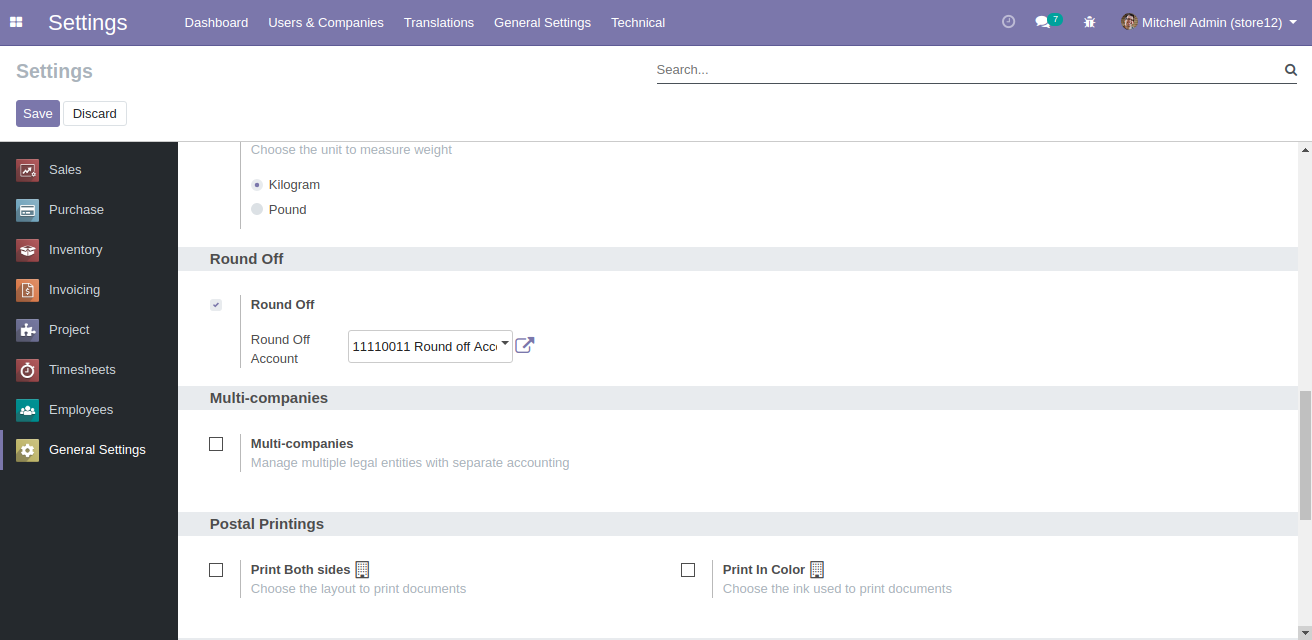 Settings
Dashboard
Users & Companies
Translations
General Settings
Technical
7
Mitchell Admin (store12)
Settings
Search...
Save
Discard
Sales
Purchase
Inventory
Invoicing
Project
Timesheets
Employees
General Settings
Choose the unit to measure weight
Kilogram
Pound
Round Off
Round Off
Round Off
Account
11110011 Round off Acc
Multi-companies
Multi-companies
Manage multiple legal entities with separate accounting
Postal Printings
Print Both sides
Choose the layout to print documents
Print In Color
Choose the ink used to print documents